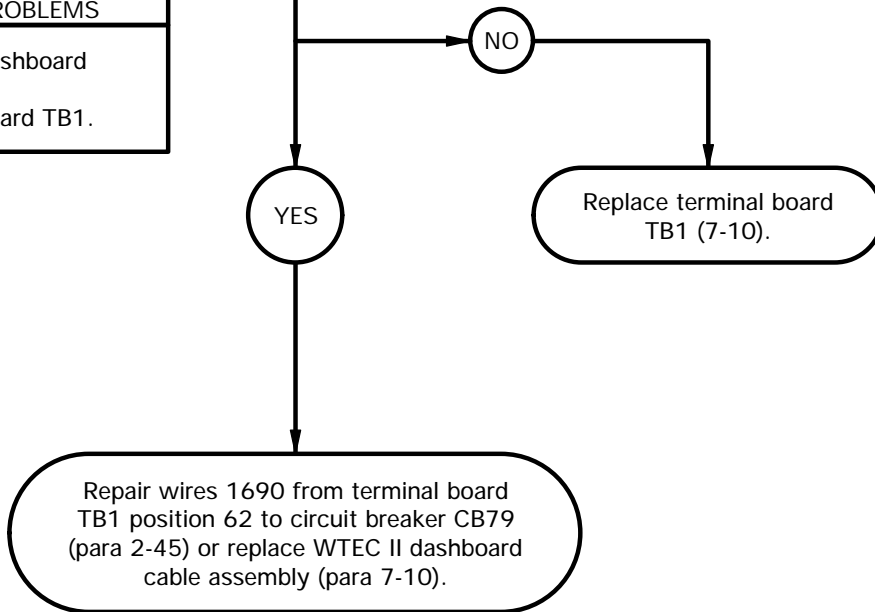 ROBLEMS
shboard
ard TB1.
NO
YES
Replace terminal board
TB1 (7-10).
Repair wires 1690 from terminal board
TB1 position 62 to circuit breaker CB79
(para 2-45) or replace WTEC II dashboard
cable assembly (para 7-10).